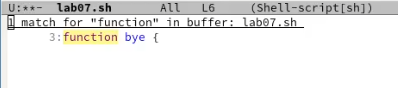 U:**-  lab07.sh      All   L6    (Shell-script[sh])
1 match for "function" in buffer: lab07.sh
3:function bye {